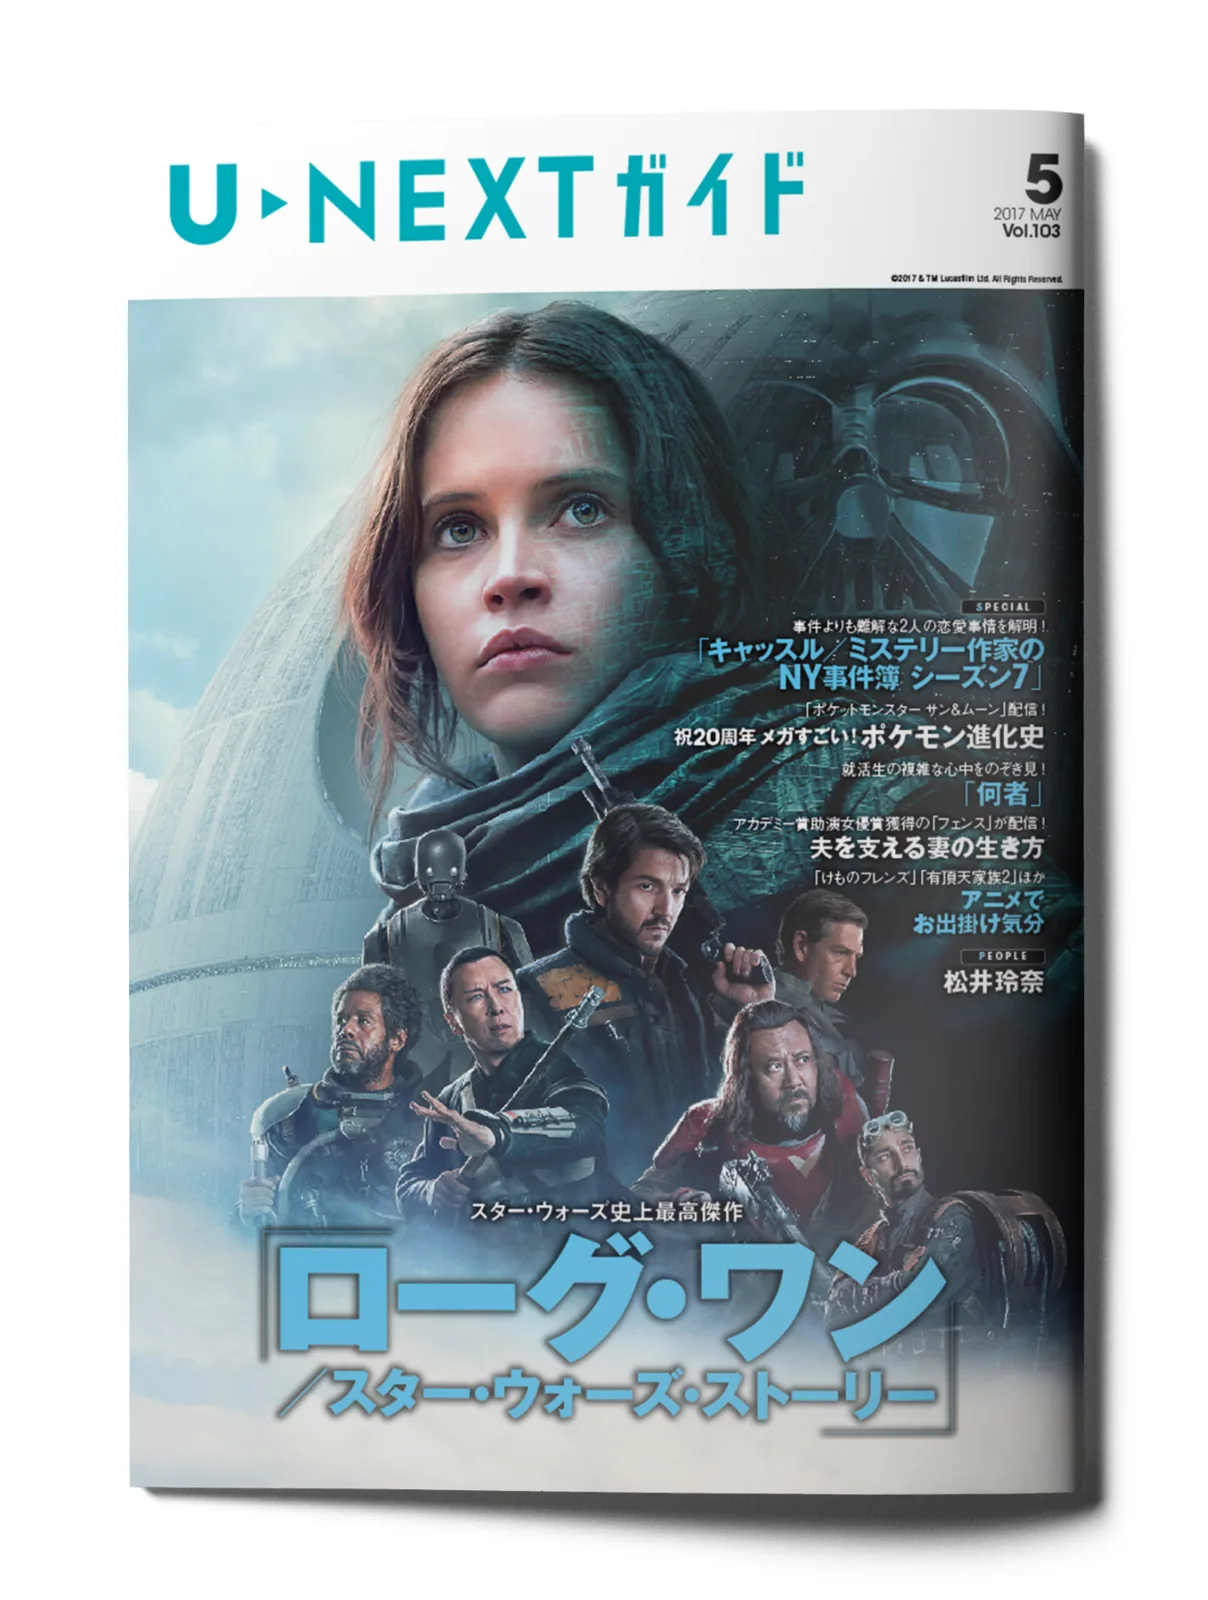 U▶NEXTガイド
5
2017 MAY
Vol.103
©2017 & TM Lucasfilm Ltd. All Rights Reserved.
SPECIAL
事件よりも難解な2人の恋愛事情を解明!
「キャッスル/ミステリー作家の
NY事件簿 シーズン7」
「ポケットモンスター サン&ムーン」配信!
祝20周年 メガすごい!ポケモン進化史
就活生の複雑な心中をのぞき見!
「何者」
アカデミー賞助演女優賞獲得の「フェンス」が配信!
夫を支える妻の生き方
「けものフレンズ」「有頂天家族2」ほか
アニメで
お出掛け気分
PEOPLE
松井玲奈
スター・ウォーズ史上最高傑作
「ローグ・ワン
/スター・ウォーズ・ストーリー」